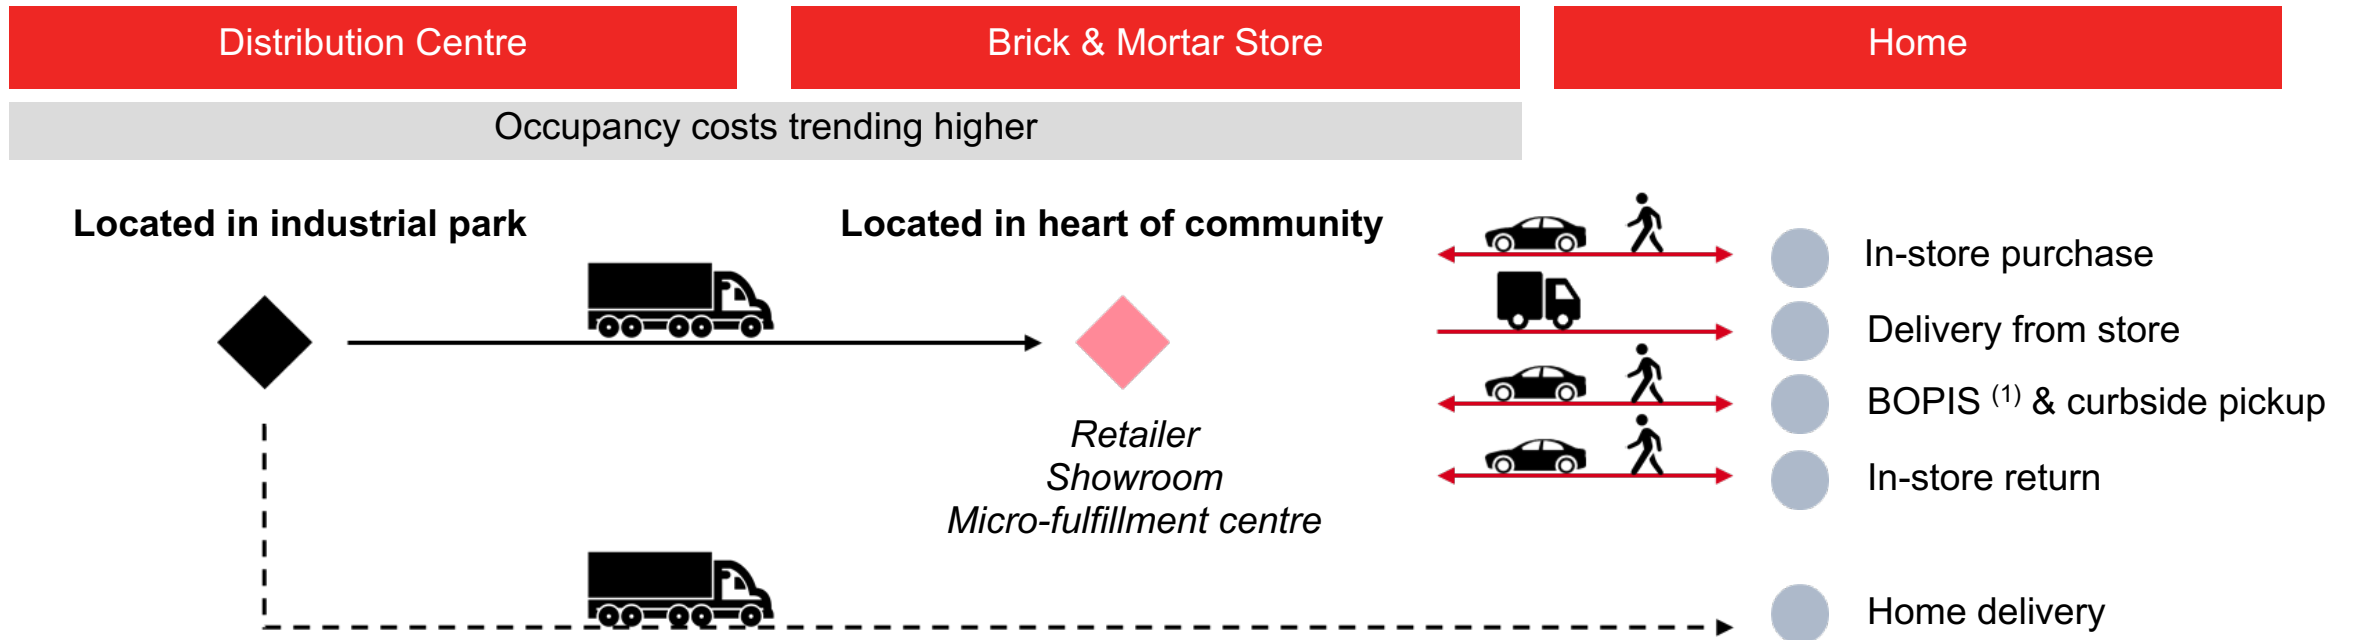 Distribution Centre
Brick & Mortar Store
Home
Occupancy costs trending higher
Located in industrial park
Located in heart of community
Retailer
Showroom
Micro-fulfillment centre
In-store purchase
Delivery from store
BOPIS (1) & curbside pickup
In-store return
Home delivery